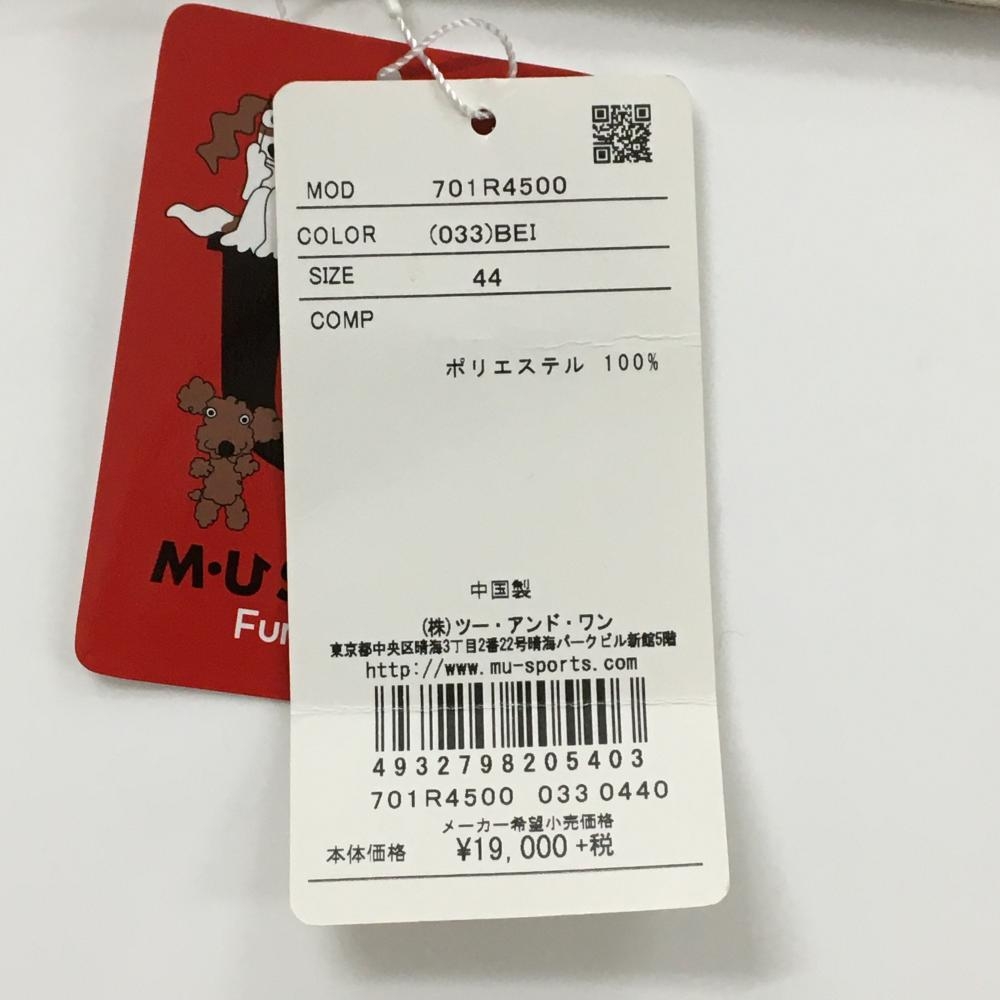 MOD 701R4500
COLOR (033)BEI
SIZE 44
COMP
ポリエステル 100%
中国製
(株)ツー・アンド・ワン
東京都中央区晴海3丁目2番22号晴海パークビル新館5階
http://www.mu-sports.com
4932798205403
701R4500 033 0440
メーカー希望小売価格
本体価格 ¥19,000+税
M・U S
Fun